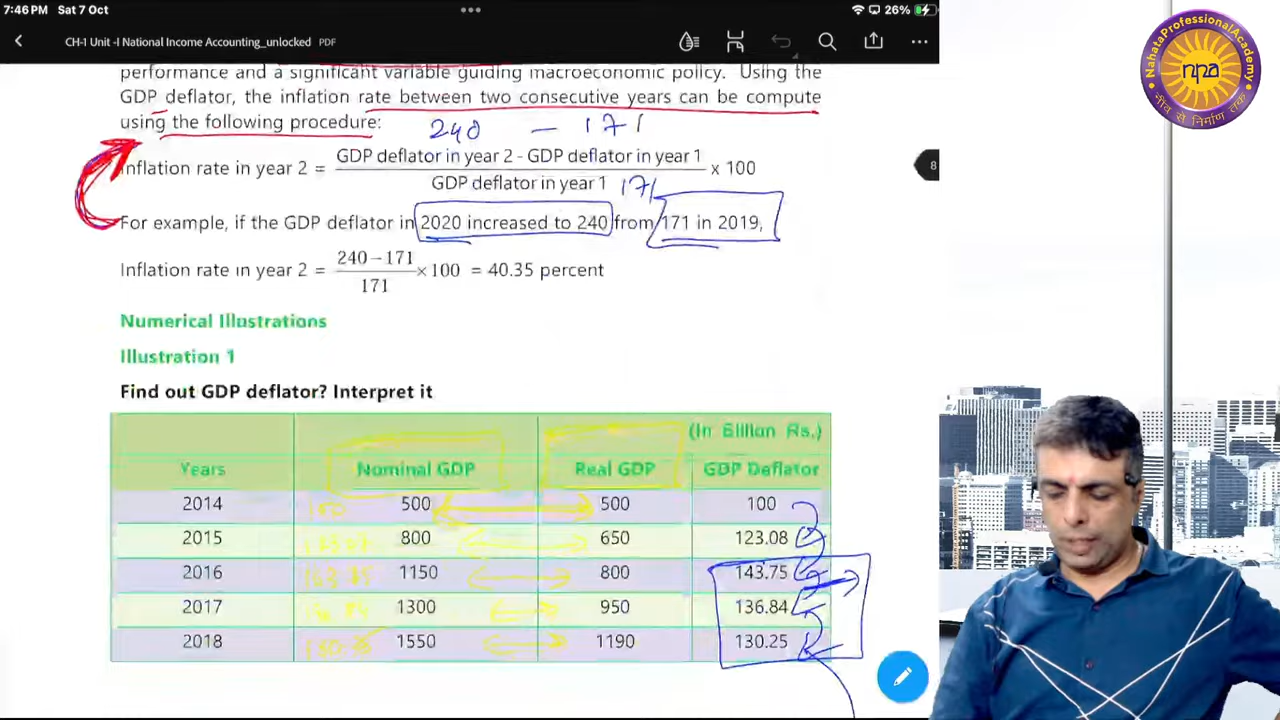 7:46 PM Sat 7 Oct
26%
CH-1 Unit -I National Income Accounting_unlocked PDF
performance and a significant variable guiding macroeconomic policy. Using the
GDP deflator, the inflation rate between two consecutive years can be compute
using the following procedure:
240 – 171
Inflation rate in year 2 = GDP deflator in year 2 - GDP deflator in year 1 x 100
GDP deflator in year 1 171
8
For example, if the GDP deflator in 2020 increased to 240 from 171 in 2019,
Inflation rate in year 2 = 240 – 171 × 100 = 40.35 percent
171
Numerical Illustrations
Illustration 1
Find out GDP deflator? Interpret it
(In Billion Rs.)
Years Nominal GDP Real GDP GDP Deflator
2014 500 500 100
2015 800 650 123.08
2016 1150 800 143.75
2017 1300 950 136.84
2018 1550 1190 130.25
NahataProfessionalAcademy
npa
नींव से निर्माण तक